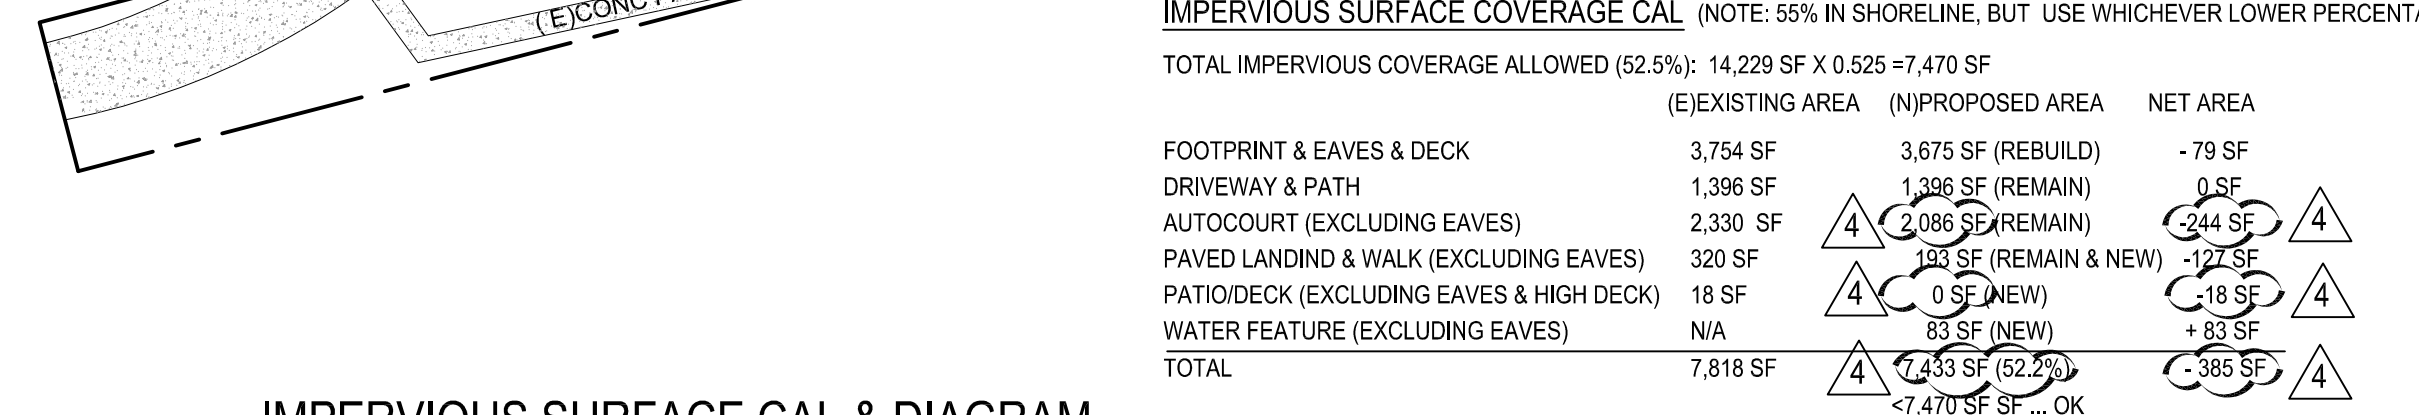 (E)CONC
IMPERVIOUS SURFACE COVERAGE CAL (NOTE: 55% IN SHORELINE, BUT USE WHICHEVER LOWER
TOTAL IMPERVIOUS COVERAGE ALLOWED (52.5%): 14,229 SF X 0.525 =7,470 SF
(E)EXISTING AREA (N)PROPOSED AREA NET AREA
FOOTPRINT & EAVES & DECK 3,754 SF 3,675 SF (REBUILD) - 79 SF
DRIVEWAY & PATH 1,396 SF 1,396 SF (REMAIN) 0 SF
AUTOCOURT (EXCLUDING EAVES) 2,330 SF 4 2,086 SF (REMAIN) -244 SF 4
PAVED LANDIND & WALK (EXCLUDING EAVES) 320 SF 193 SF (REMAIN & NEW) -127 SF
PATIO/DECK (EXCLUDING EAVES & HIGH DECK) 18 SF 4 0 SF (NEW) -18 SF 4
WATER FEATURE (EXCLUDING EAVES) N/A 83 SF (NEW) + 83 SF
TOTAL 7,818 SF 4 7,433 SF (52.2%) - 385 SF 4
<7,470 SF SF ... OK
IMPERVIOUS SURFACE CAL & DIAGRAM